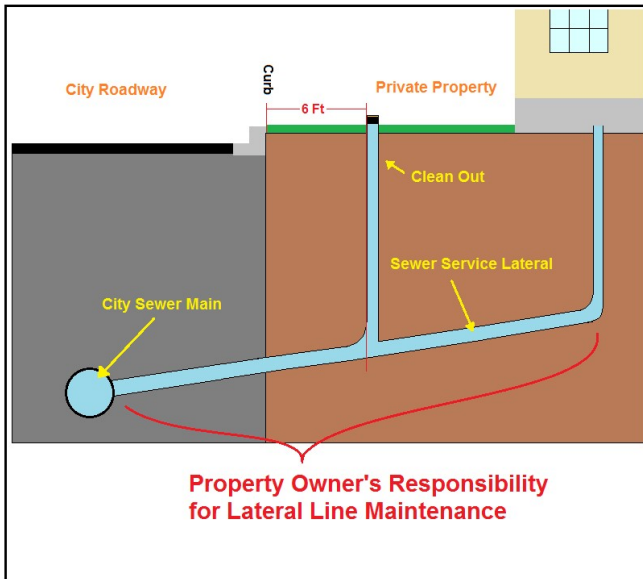 City Roadway
Curb
Private Property
6 Ft
Clean Out
Sewer Service Lateral
City Sewer Main
Property Owner's Responsibility
for Lateral Line Maintenance